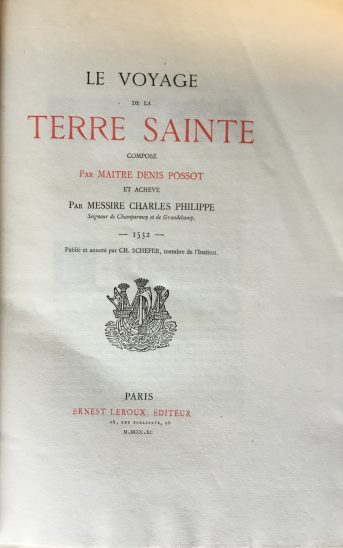 LE VOYAGE
DE LA
TERRE SAINTE
COMPOSÉ
PAR MAITRE DENIS POSSOT
ET ACHEVÉ
PAR MESSIRE CHARLES PHILIPPE
Seigneur de Champarmoy et de Grandchamp.
— 1532 —
Publié et annoté par CH. SCHEFER, membre de l'Institut.
PARIS
ERNEST LEROUX, ÉDITEUR
28, RUE BONAPARTE, 28
M.DCCC.XC